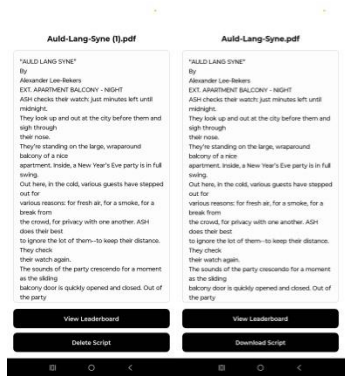 Auld-Lang-Syne (1).pdf
"AULD LANG SYNE"
By
Alexander Lee-Rekers
EXT. APARTMENT BALCONY - NIGHT
ASH checks their watch: just minutes left until
midnight.
They look up and out at the city before them and
sigh through
their nose.
They're standing on the large, wraparound
balcony of a nice
apartment. Inside, a New Year's Eve party is in full
swing.
Out here, in the cold, various guests have stepped
out for
various reasons: for fresh air, for a smoke, for a
break from
the crowd, for privacy with one another. ASH
does their best
to ignore the lot of them--to keep their distance.
They check
their watch again.
The sounds of the party crescendo for a moment
as the sliding
balcony door is quickly opened and closed. Out of
the party
View Leaderboard
Delete Script
Auld-Lang-Syne.pdf
"AULD LANG SYNE"
By
Alexander Lee-Rekers
EXT. APARTMENT BALCONY - NIGHT
ASH checks their watch: just minutes left until
midnight.
They look up and out at the city before them and
sigh through
their nose.
They're standing on the large, wraparound
balcony of a nice
apartment. Inside, a New Year's Eve party is in full
swing.
Out here, in the cold, various guests have stepped
out for
various reasons: for fresh air, for a smoke, for a
break from
the crowd, for privacy with one another. ASH
does their best
to ignore the lot of them--to keep their distance.
They check
their watch again.
The sounds of the party crescendo for a moment
as the sliding
balcony door is quickly opened and closed. Out of
the party
View Leaderboard
Download Script